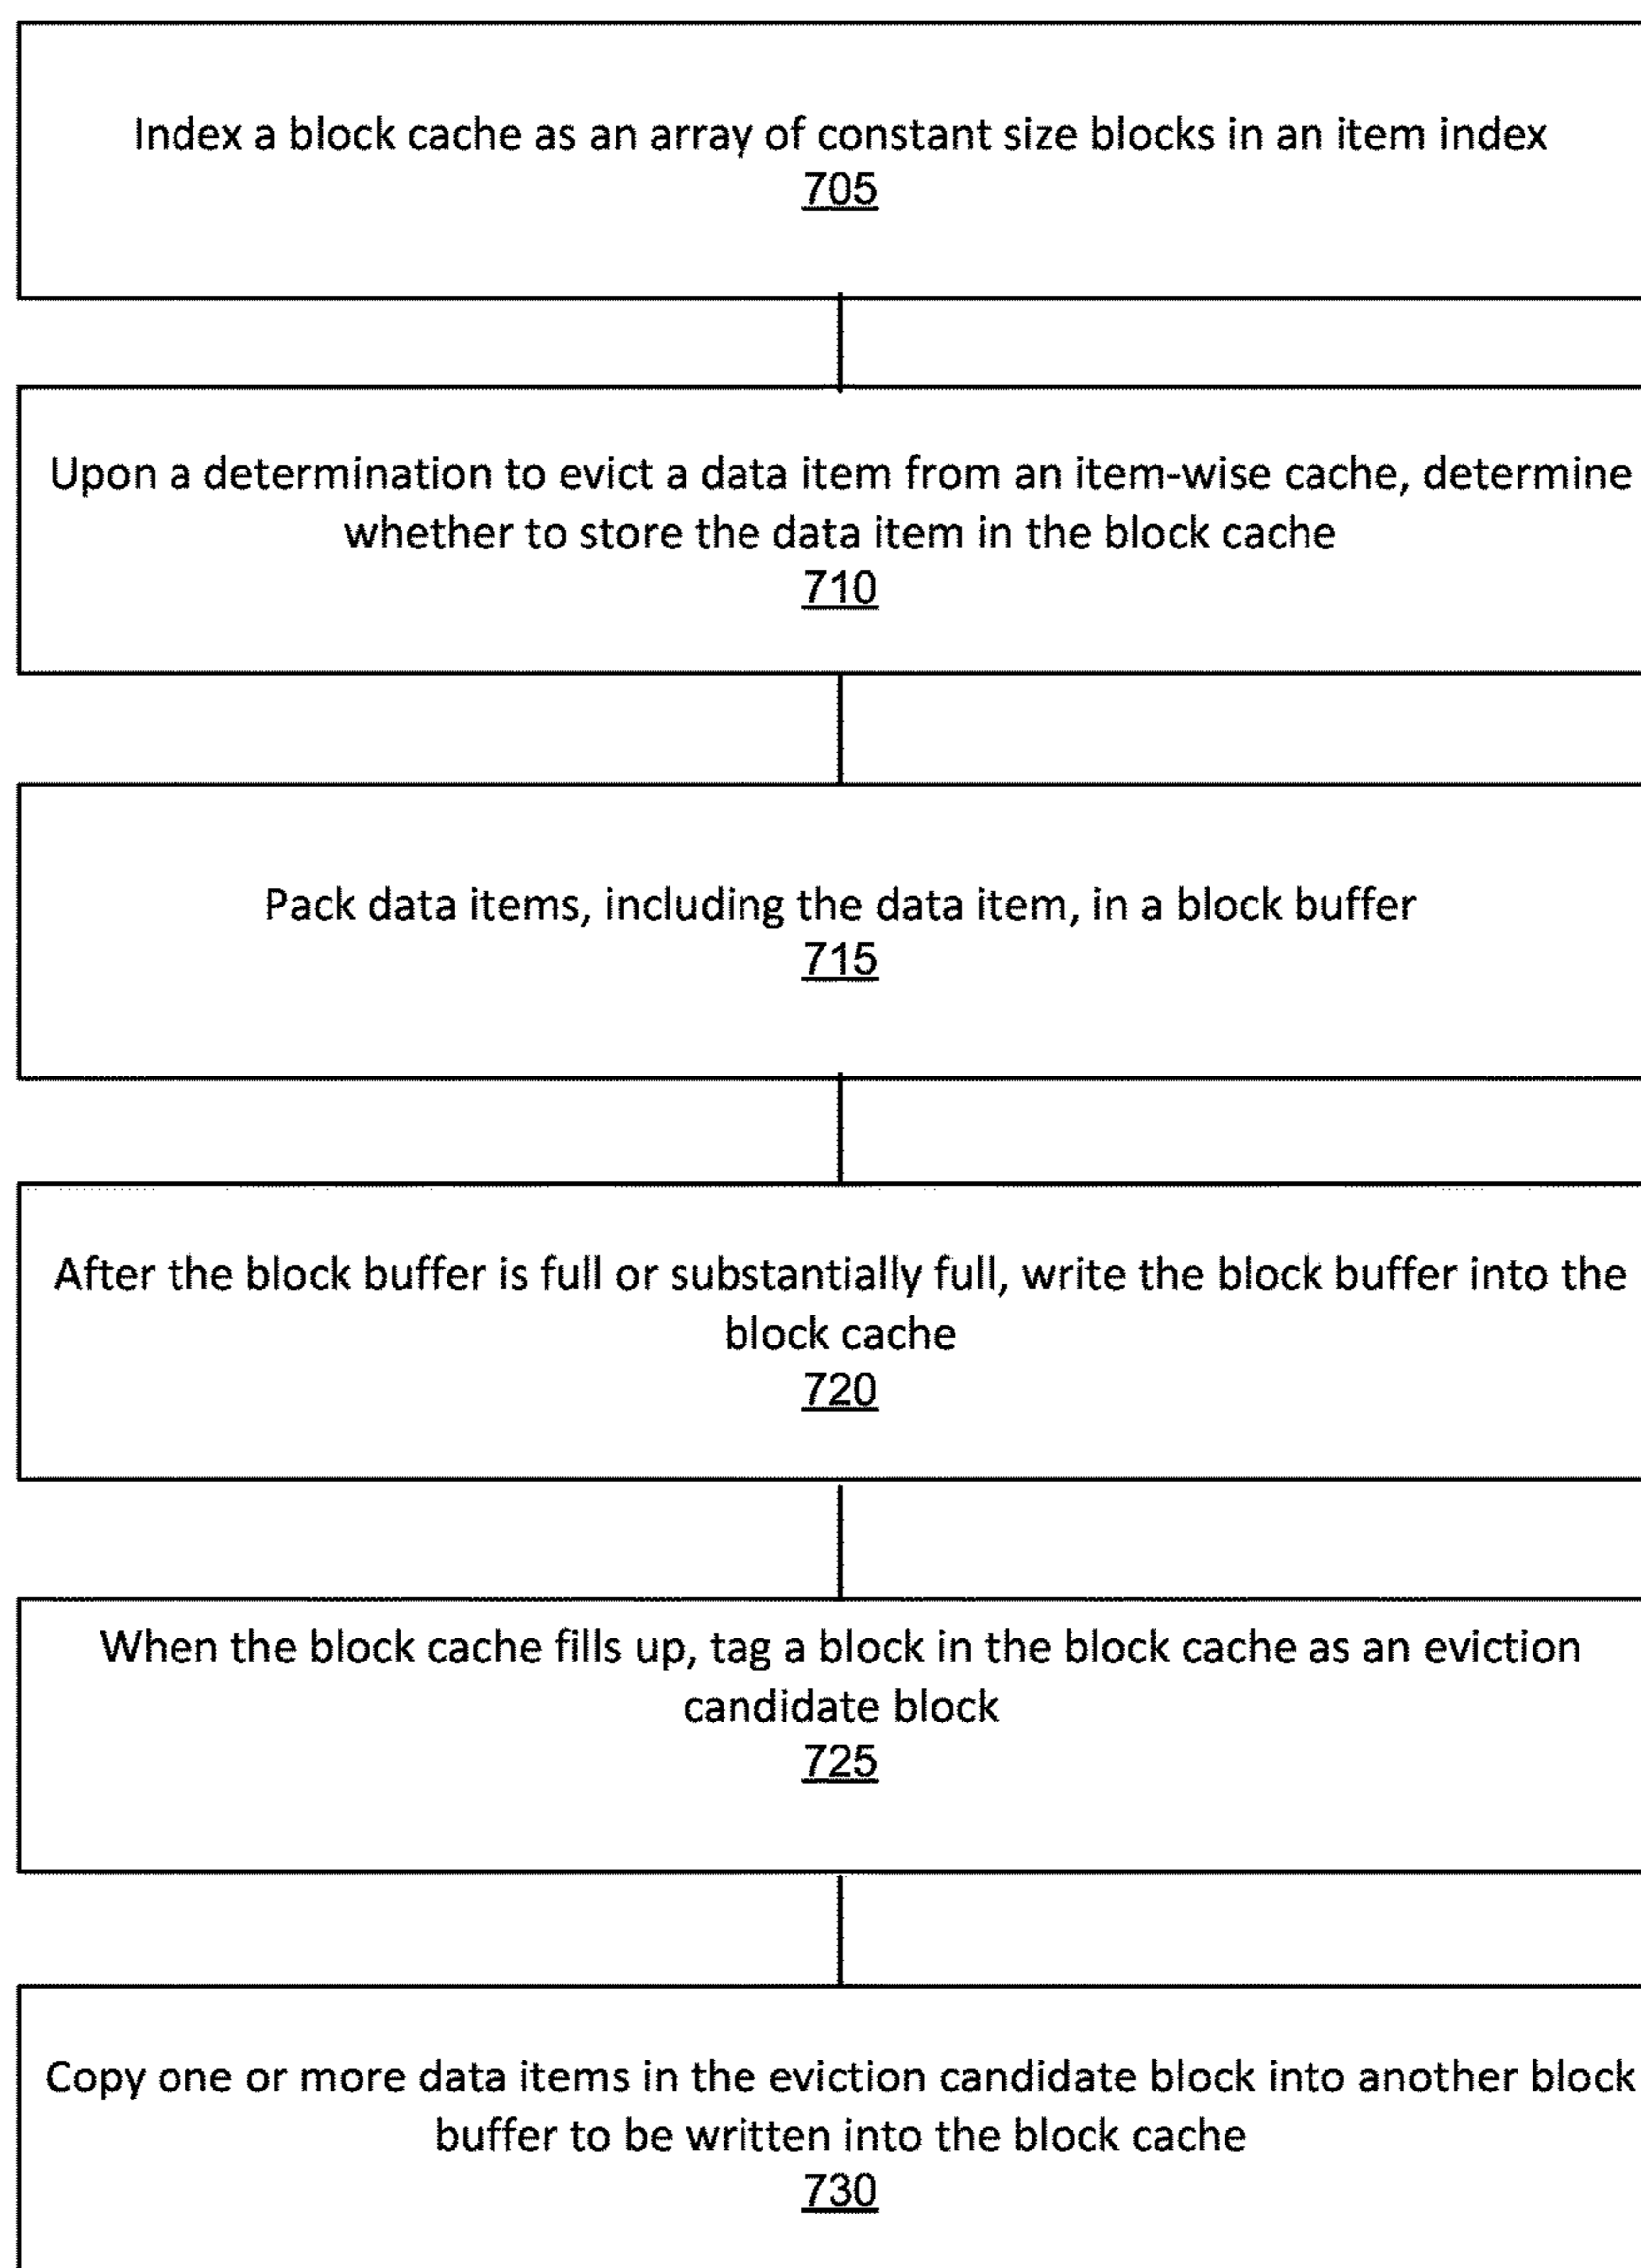 Index a block cache as an array of constant size blocks in an item index
705
Upon a determination to evict a data item from an item-wise cache, determine
whether to store the data item in the block cache
710
Pack data items, including the data item, in a block buffer
715
After the block buffer is full or substantially full, write the block buffer into the
block cache
720
When the block cache fills up, tag a block in the block cache as an eviction
candidate block
725
Copy one or more data items in the eviction candidate block into another block
buffer to be written into the block cache
730